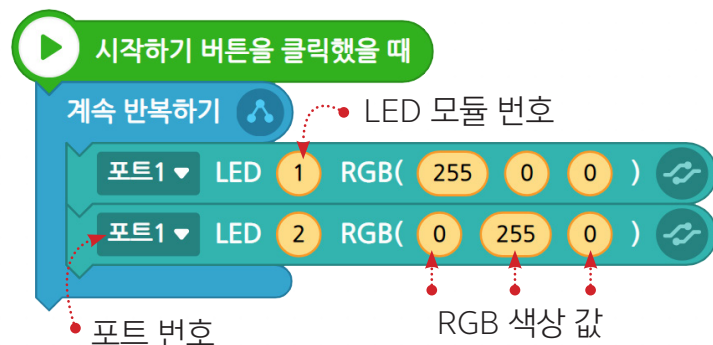 시작하기 버튼을 클릭했을 때
계속 반복하기
LED 모듈 번호
포트1 LED 1 RGB( 255 0 0 )
포트1 LED 2 RGB( 0 255 0 )
포트 번호
RGB 색상 값